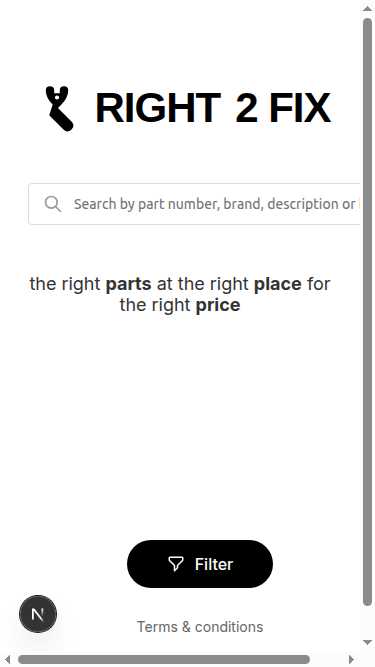 RIGHT 2 FIX
Search by part number, brand, description or
the right parts at the right place for
the right price
Filter
N
Terms & conditions